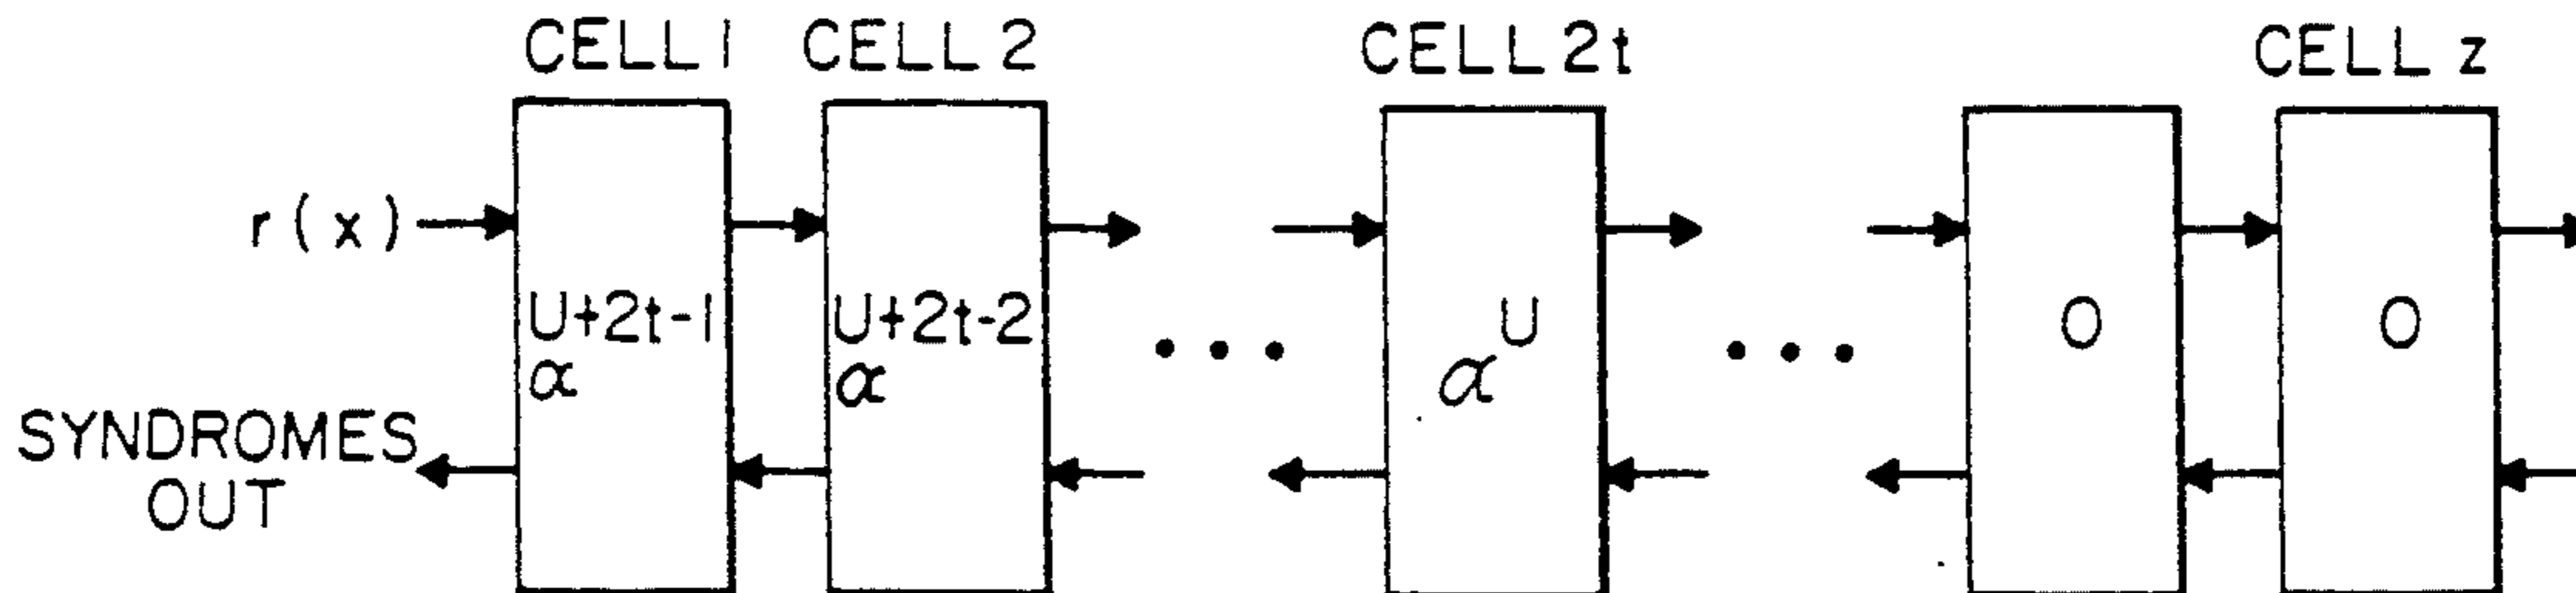 CELL 1 CELL 2 CELL 2t CELL z
r(x)
U+2t-1 U+2t-2 U 0 0
α α α
SYNDROMES
OUT